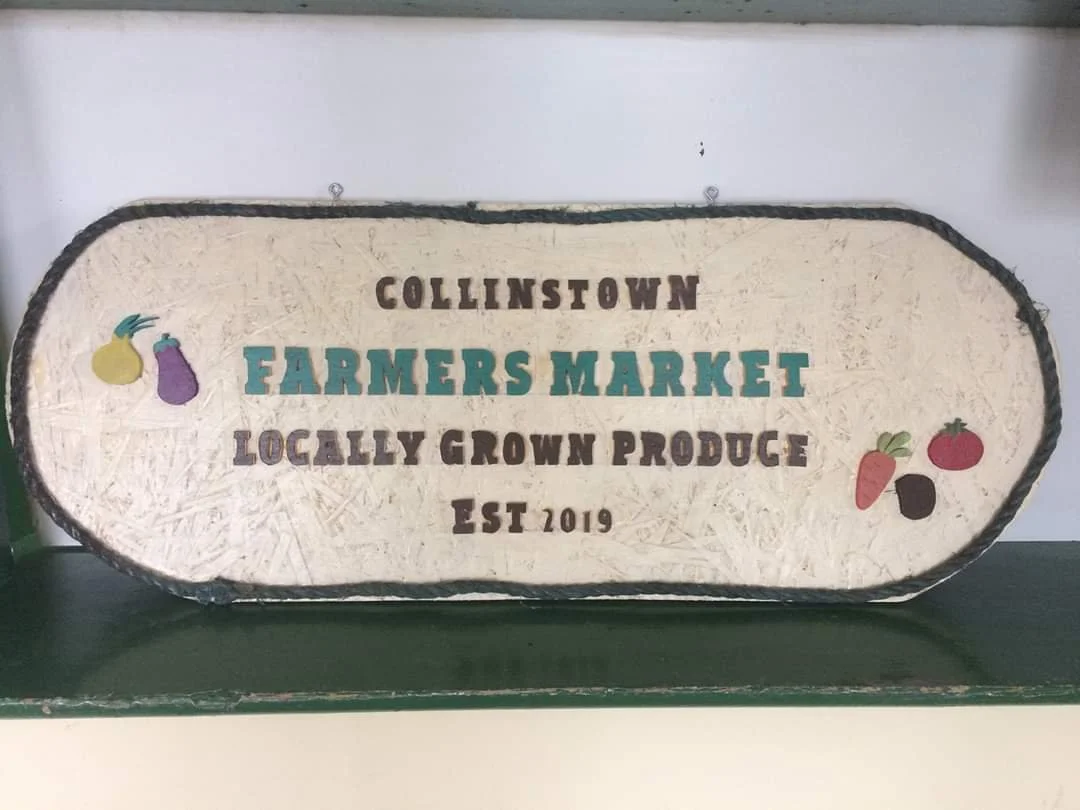 COLLINSTOWN
FARMERS MARKET
LOCALLY GROWN PRODUCE
EST 2019